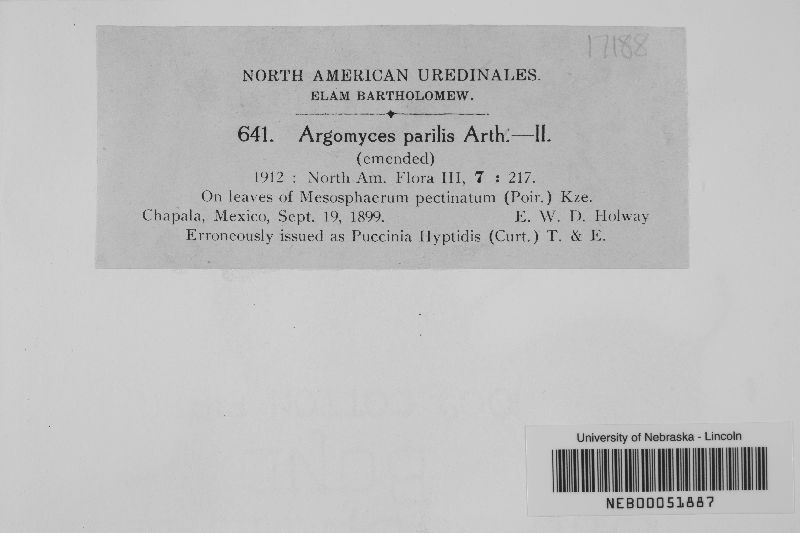 17188
NORTH AMERICAN UREDINALES.
ELAM BARTHOLOMEW.
641. Argomyces parilis Arth.—II.
(emended)
1912 : North Am. Flora III, 7 : 217.
On leaves of Mesosphaerum pectinatum (Poir.) Kze.
Chapala, Mexico, Sept. 19, 1899. E. W. D. Holway
Erroneously issued as Puccinia Hyptidis (Curt.) T. & E.
University of Nebraska - Lincoln
NEB00051887